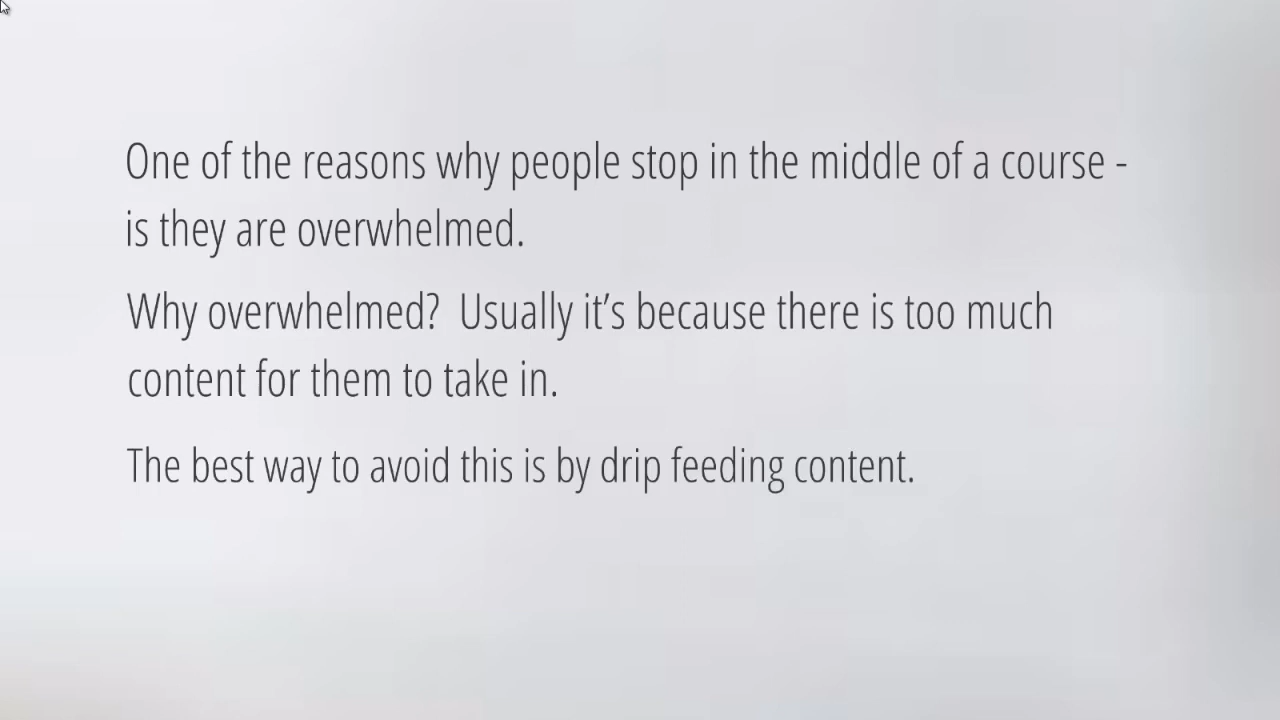 One of the reasons why people stop in the middle of a course -
is they are overwhelmed.
Why overwhelmed?  Usually it’s because there is too much
content for them to take in.
The best way to avoid this is by drip feeding content.